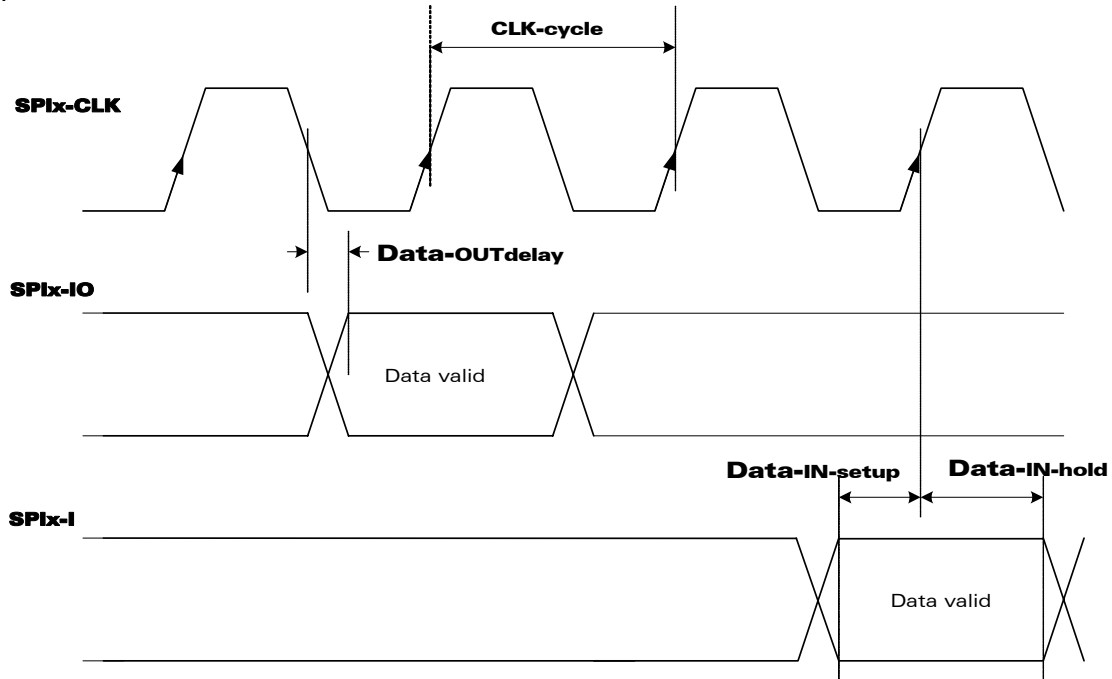 CLK-cycle
SPIx-CLK
Data-OUTdelay
SPIx-IO
Data valid
Data-IN-setup
Data-IN-hold
SPIx-I
Data valid